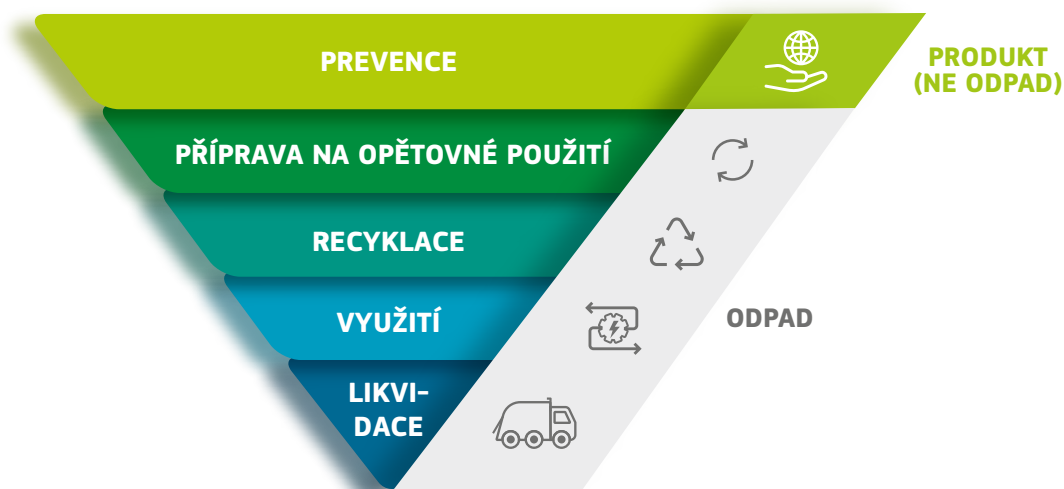 PREVENCE
PRODUKT
(NE ODPAD)
PŘÍPRAVA NA OPĚTOVNÉ POUŽITÍ
RECYKLACE
VYUŽITÍ
ODPAD
LIKVI-
DACE